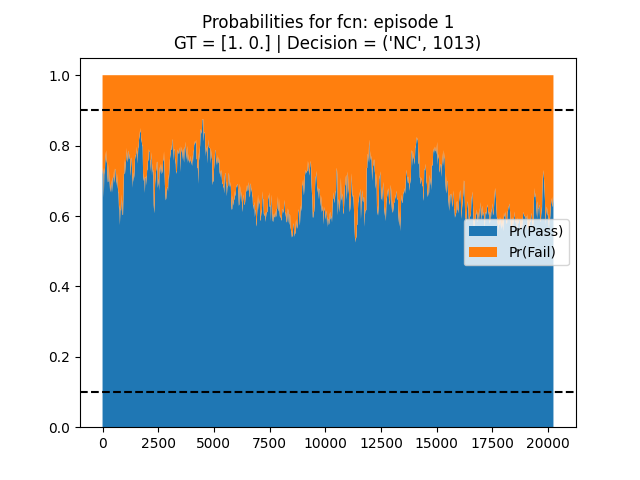 Probabilities for fcn: episode 1
GT = [1. 0.] | Decision = ('NC', 1013)
1.0
0.8
0.6
0.4
0.2
0.0
Pr(Pass)
Pr(Fail)
0 2500 5000 7500 10000 12500 15000 17500 20000